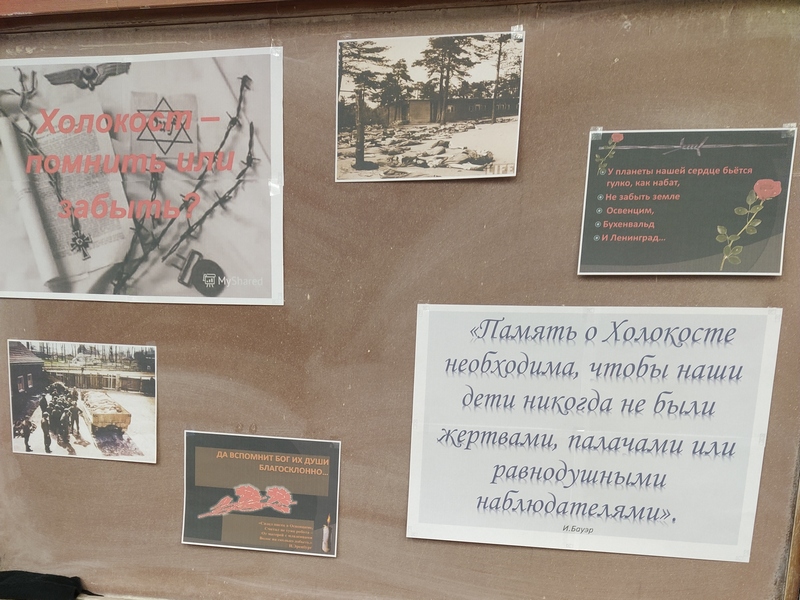 Холокост –
помнить или
забыть?
MyShared
У планеты нашей сердце бьётся
гулко, как набат,
Не забыть земле
Освенцим,
Бухенвальд
И Ленинград...
«Память о Холокосте
необходима, чтобы наши
дети никогда не были
жертвами, палачами или
равнодушными
наблюдателями».
И.Бауэр
ДА ВСПОМНИТ БОГ ИХ ДУШИ
БЛАГОСКЛОННО...